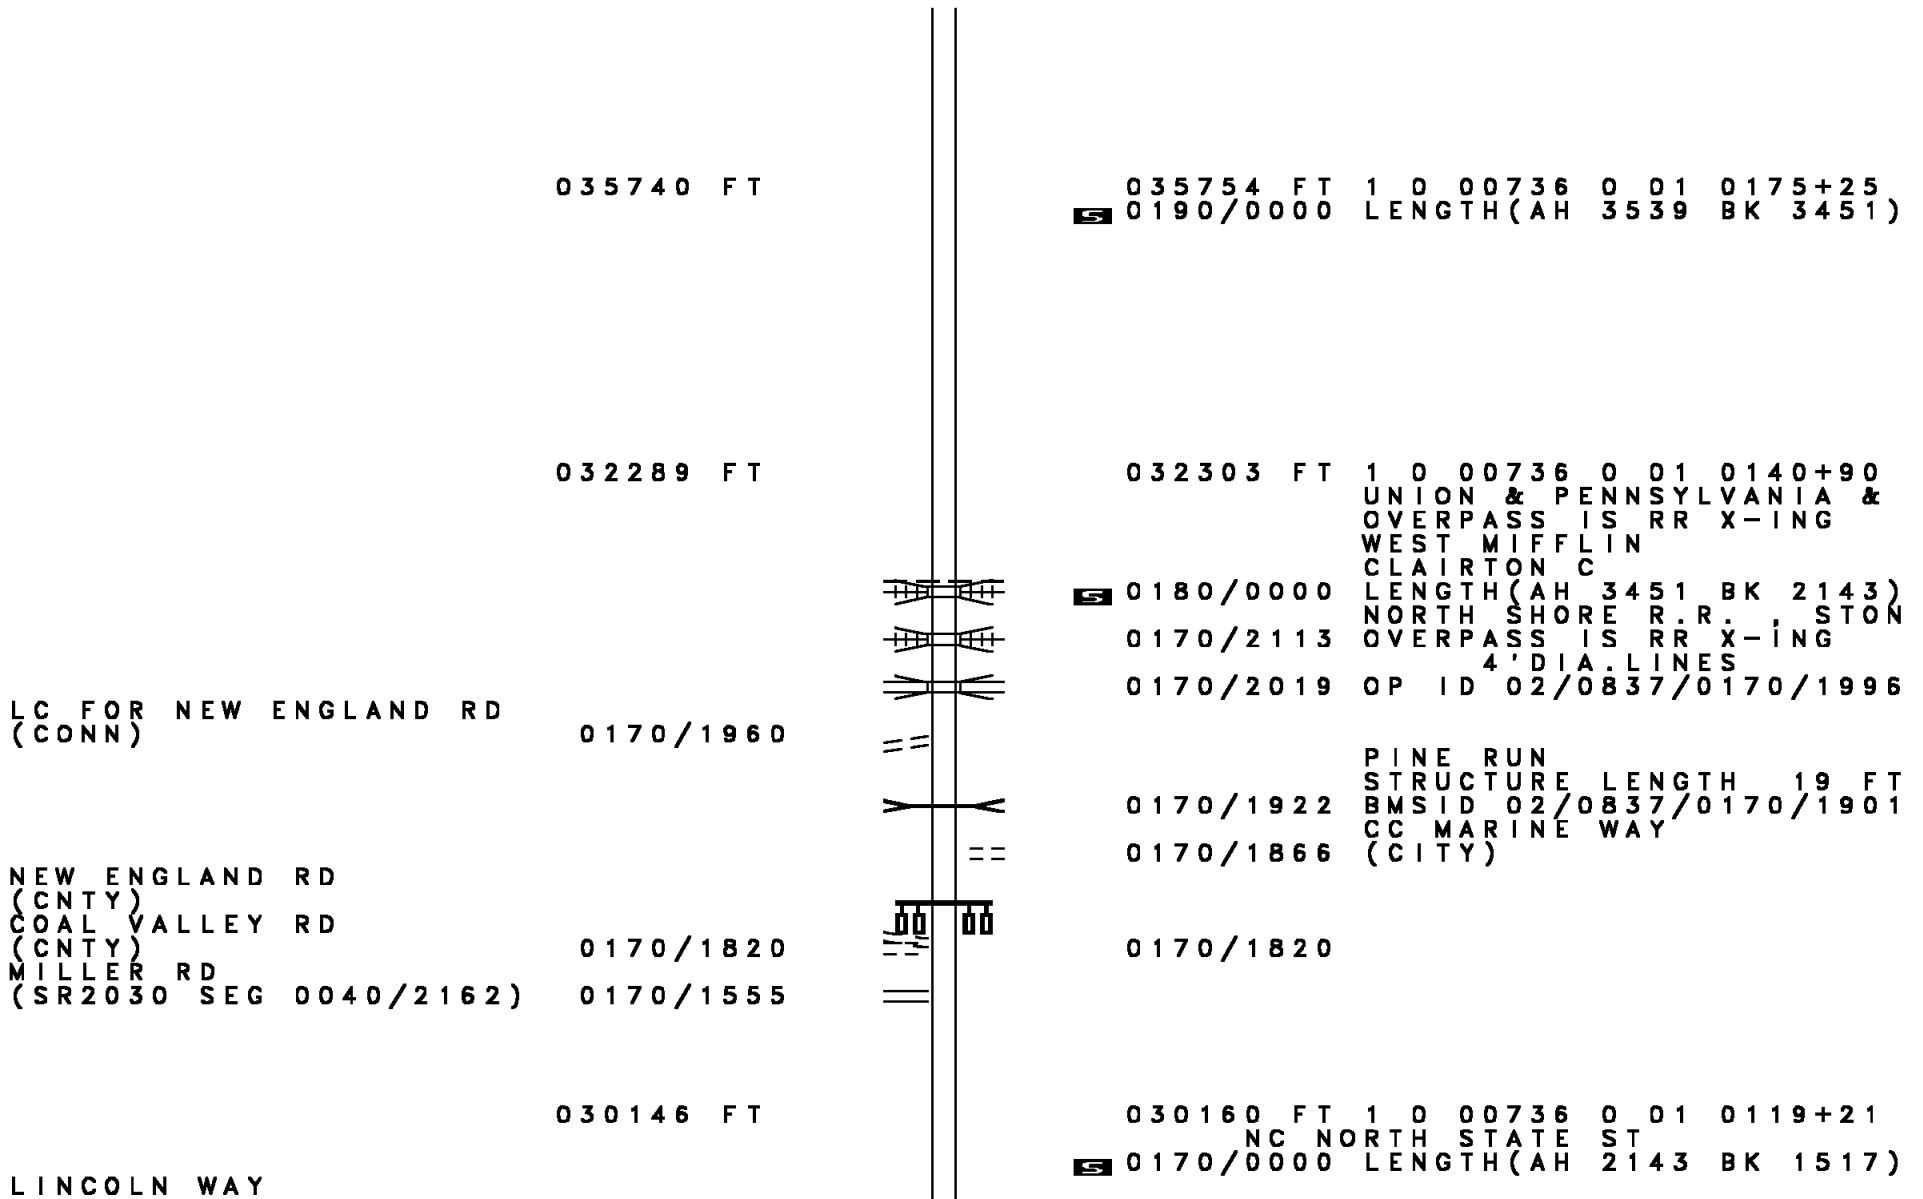 035740 FT 035754 FT 1 0 00736 0 01 0175+25
S 0190/0000 LENGTH(AH 3539 BK 3451)
032289 FT 032303 FT 1 0 00736 0 01 0140+90
UNION & PENNSYLVANIA &
OVERPASS IS RR X-ING
WEST MIFFLIN
CLAIRTON C
S 0180/0000 LENGTH(AH 3451 BK 2143)
NORTH SHORE R.R. , STON
0170/2113 OVERPASS IS RR X-ING
4'DIA.LINES
0170/2019 OP ID 02/0837/0170/1996
LC FOR NEW ENGLAND RD
(CONN) 0170/1960
PINE RUN
STRUCTURE LENGTH 19 FT
0170/1922 BMSID 02/0837/0170/1901
CC MARINE WAY
0170/1866 (CITY)
NEW ENGLAND RD
(CNTY)
COAL VALLEY RD
(CNTY) 0170/1820 0170/1820
MILLER RD
(SR2030 SEG 0040/2162) 0170/1555
030146 FT 030160 FT 1 0 00736 0 01 0119+21
NC NORTH STATE ST
S 0170/0000 LENGTH(AH 2143 BK 1517)
LINCOLN WAY